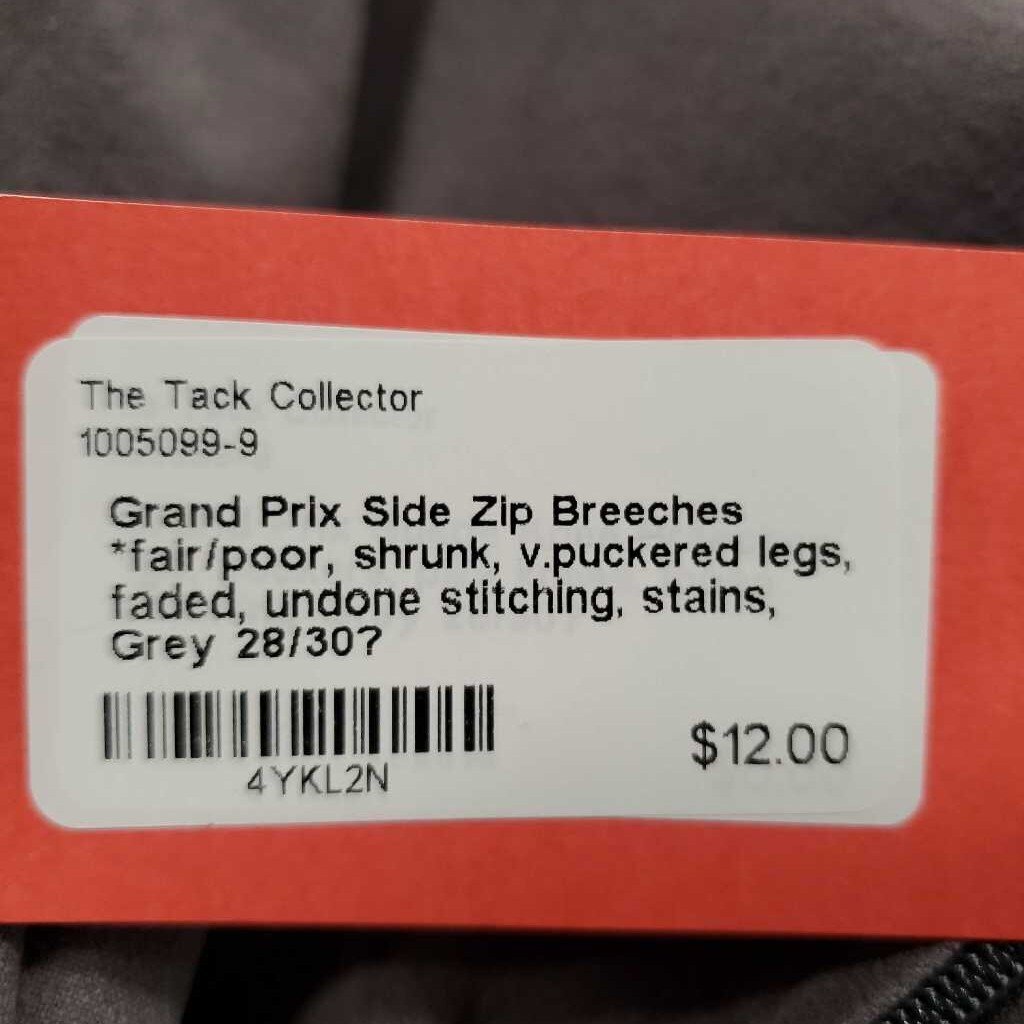 The Tack Collector
1005099-9
Grand Prix Side Zip Breeches
*fair/poor, shrunk, v.puckered legs,
faded, undone stitching, stains,
Grey 28/30?
4YKL2N
$12.00